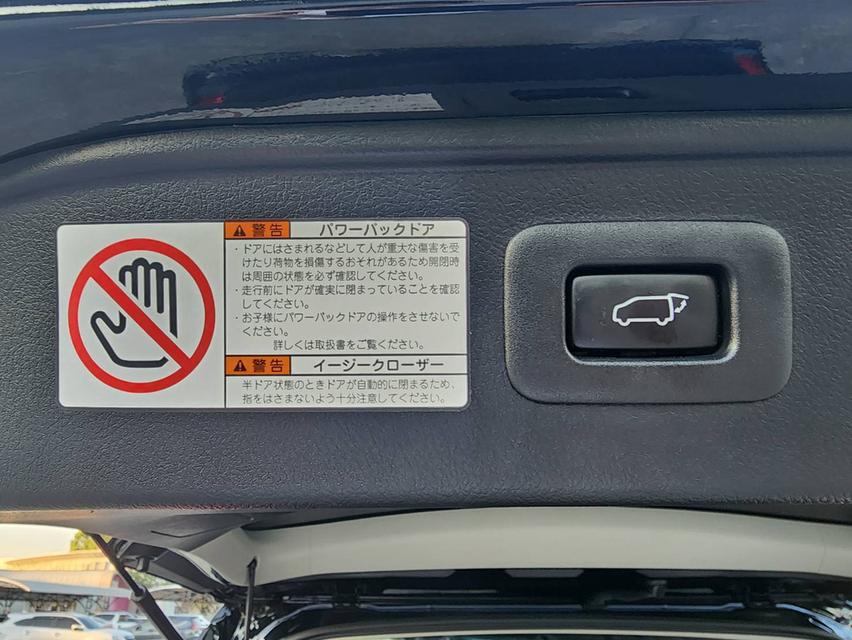 警告 パワーバックドア
・ドアにはさまれるなどして人が重大な傷害を受
けたり荷物を損傷するおそれがあるため開閉時
は周囲の状態を必ず確認してください。
・走行前にドアが確実に閉まっていることを確認
してください。
・お子様にパワーバックドアの操作をさせないで
ください。
詳しくは取扱書をご覧ください。
警告 イージークローザー
半ドア状態のときドアが自動的に閉まるため、
指をはさまないよう十分注意してください。